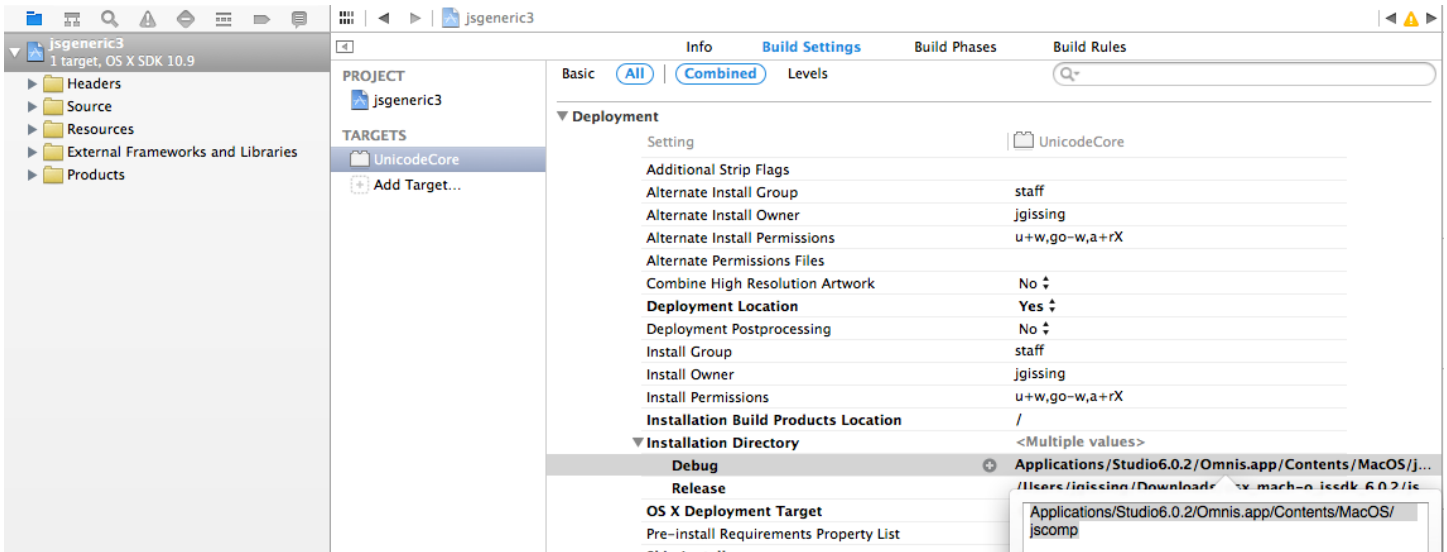 jsgeneric3
jsgeneric3
1 target, OS X SDK 10.9
Headers
Source
Resources
External Frameworks and Libraries
Products
Info Build Settings Build Phases Build Rules
PROJECT
jsgeneric3
TARGETS
UnicodeCore
Add Target...
Basic All Combined Levels
Deployment
Setting UnicodeCore
Additional Strip Flags
Alternate Install Group staff
Alternate Install Owner jgissing
Alternate Install Permissions u+w,go-w,a+rX
Alternate Permissions Files
Combine High Resolution Artwork No
Deployment Location Yes
Deployment Postprocessing No
Install Group staff
Install Owner jgissing
Install Permissions u+w,go-w,a+rX
Installation Build Products Location /
Installation Directory <Multiple values>
Debug Applications/Studio6.0.2/Omnis.app/Contents/MacOS/j...
Release
OS X Deployment Target
Pre-install Requirements Property List
Applications/Studio6.0.2/Omnis.app/Contents/MacOS/
jscomp